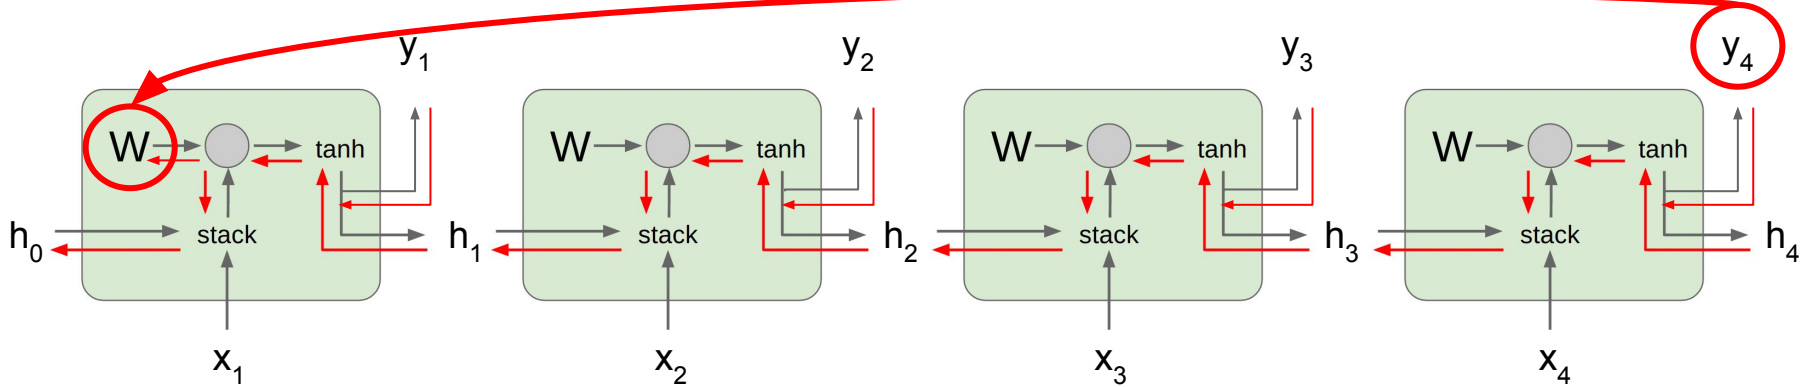 y₁ y₂ y₃ y₄
W tanh W tanh W tanh W tanh
h₀ stack h₁ stack h₂ stack h₃ stack h₄
x₁ x₂ x₃ x₄